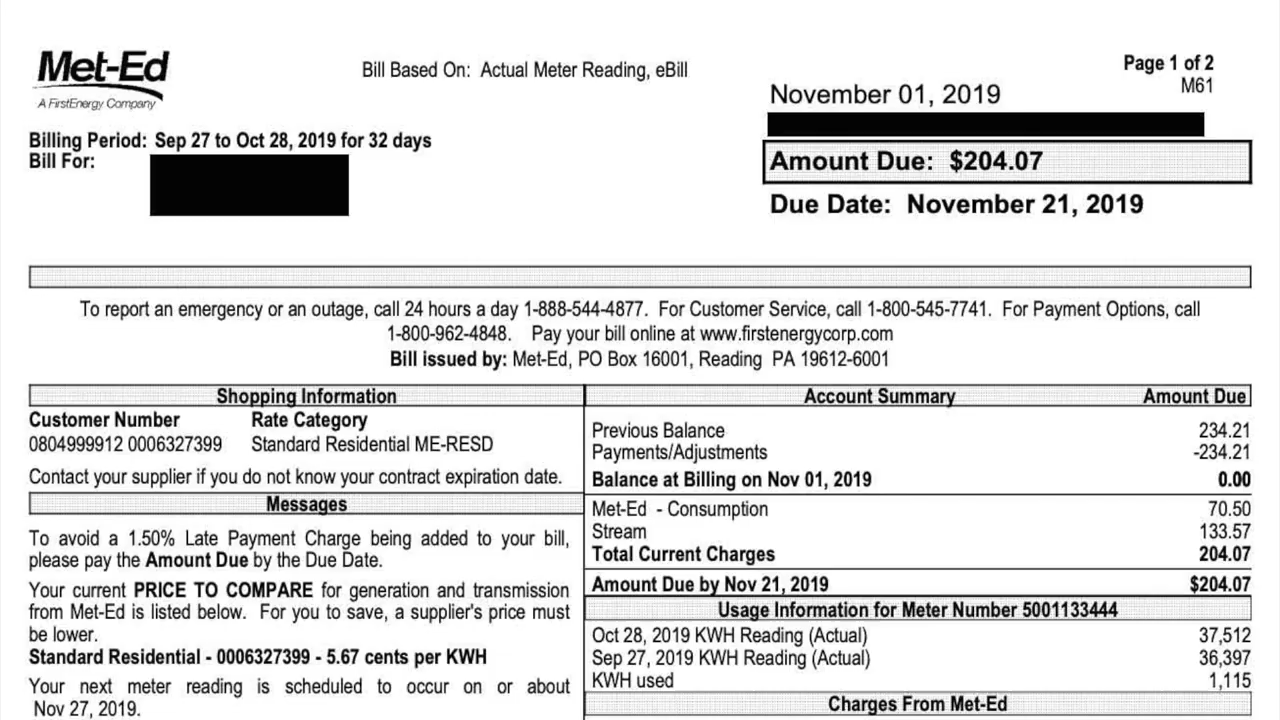 Met-Ed
A FirstEnergy Company
Bill Based On: Actual Meter Reading, eBill
Page 1 of 2
M61
November 01, 2019
Billing Period: Sep 27 to Oct 28, 2019 for 32 days
Bill For:
Amount Due: $204.07
Due Date: November 21, 2019
To report an emergency or an outage, call 24 hours a day 1-888-544-4877. For Customer Service, call 1-800-545-7741. For Payment Options, call
1-800-962-4848. Pay your bill online at www.firstenergycorp.com
Bill issued by: Met-Ed, PO Box 16001, Reading PA 19612-6001
Shopping Information
Customer Number Rate Category
0804999912 0006327399 Standard Residential ME-RESD
Contact your supplier if you do not know your contract expiration date.
Messages
To avoid a 1.50% Late Payment Charge being added to your bill,
please pay the Amount Due by the Due Date.
Your current PRICE TO COMPARE for generation and transmission
from Met-Ed is listed below. For you to save, a supplier's price must
be lower.
Standard Residential - 0006327399 - 5.67 cents per KWH
Your next meter reading is scheduled to occur on or about
Nov 27, 2019.
Account Summary Amount Due
Previous Balance 234.21
Payments/Adjustments -234.21
Balance at Billing on Nov 01, 2019 0.00
Met-Ed - Consumption 70.50
Stream 133.57
Total Current Charges 204.07
Amount Due by Nov 21, 2019 $204.07
Usage Information for Meter Number 5001133444
Oct 28, 2019 KWH Reading (Actual) 37,512
Sep 27, 2019 KWH Reading (Actual) 36,397
KWH used 1,115
Charges From Met-Ed